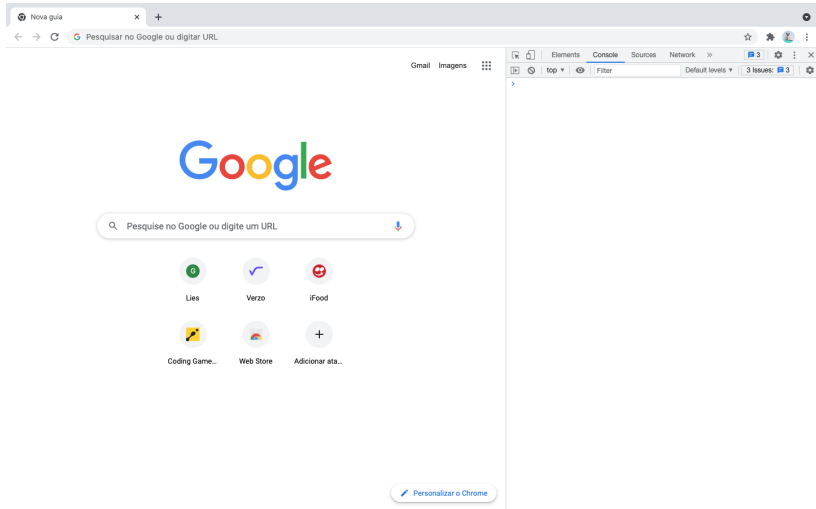 Nova guia
Pesquisar no Google ou digitar URL
Gmail Imagens
Google
Pesquise no Google ou digite um URL
G
Lies Verzo iFood
Coding Game... Web Store Adicionar ata...
Personalizar o Chrome
Elements Console Sources Network » 3
top Filter Default levels 3 Issues: 3